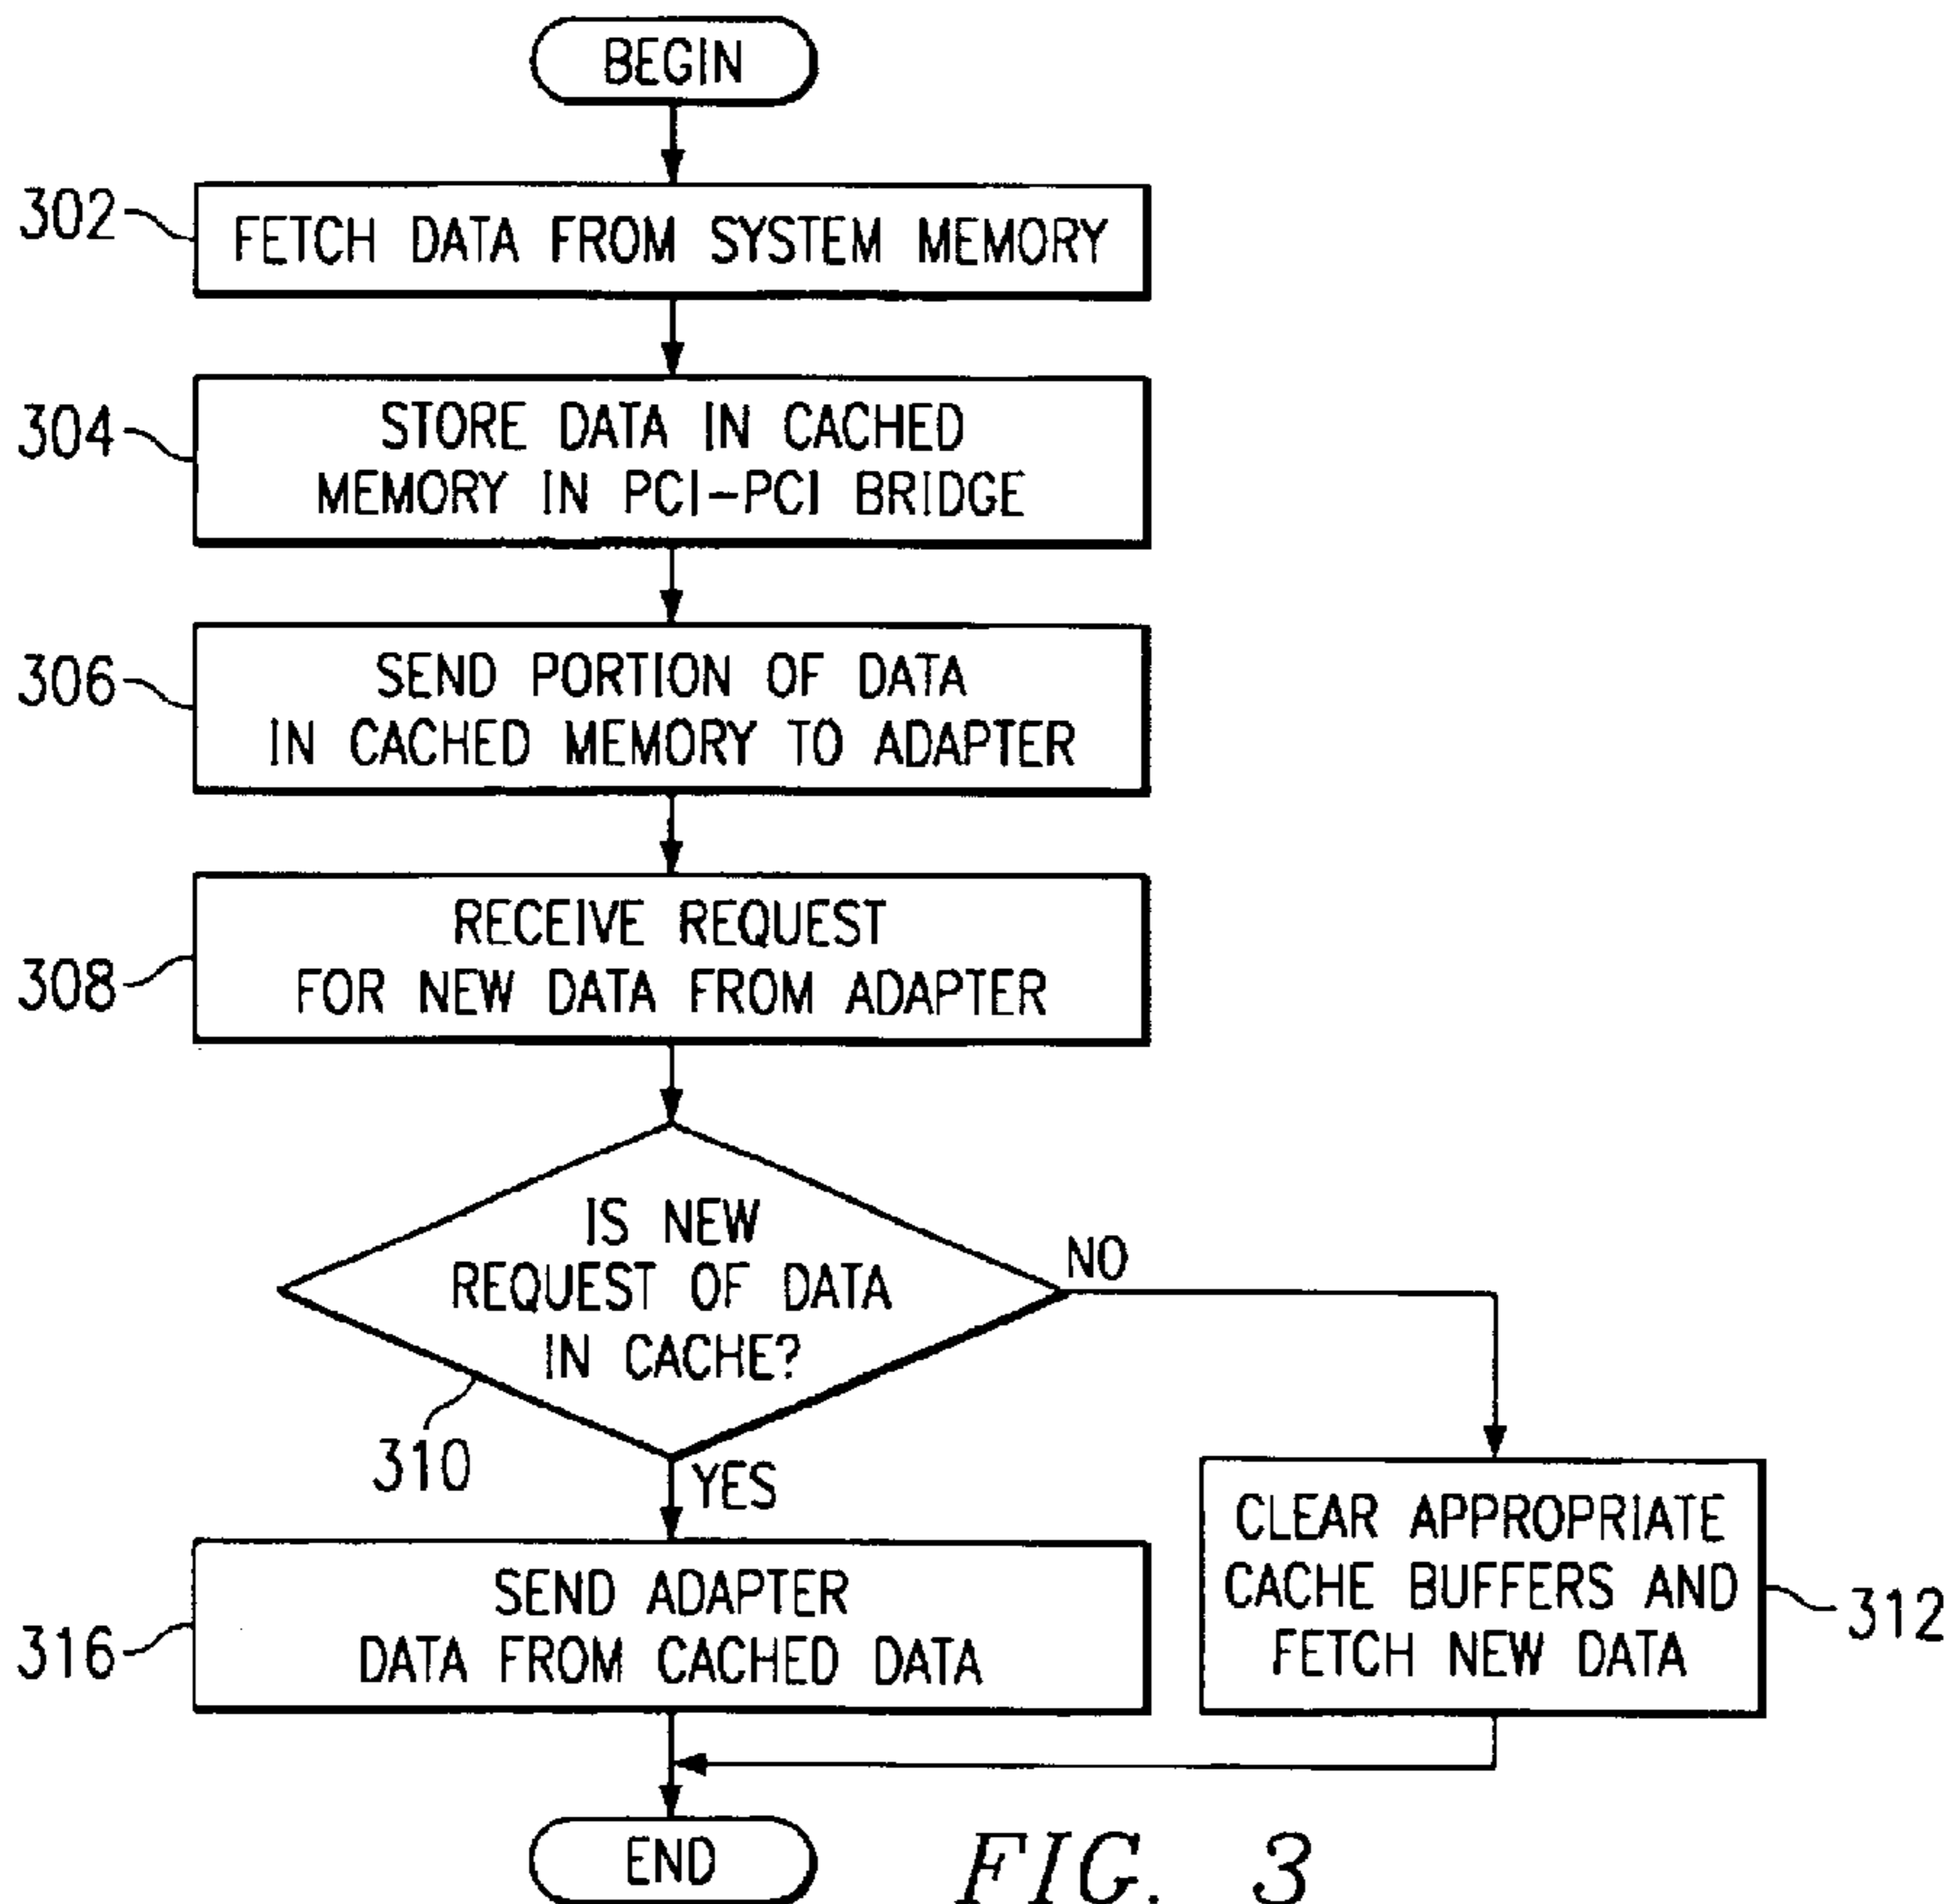 BEGIN
302
FETCH DATA FROM SYSTEM MEMORY
304
STORE DATA IN CACHED
MEMORY IN PCI-PCI BRIDGE
306
SEND PORTION OF DATA
IN CACHED MEMORY TO ADAPTER
308
RECEIVE REQUEST
FOR NEW DATA FROM ADAPTER
IS NEW
REQUEST OF DATA
IN CACHE?
310
NO
YES
316
SEND ADAPTER
DATA FROM CACHED DATA
CLEAR APPROPRIATE
CACHE BUFFERS AND
FETCH NEW DATA
312
END
FIG. 3